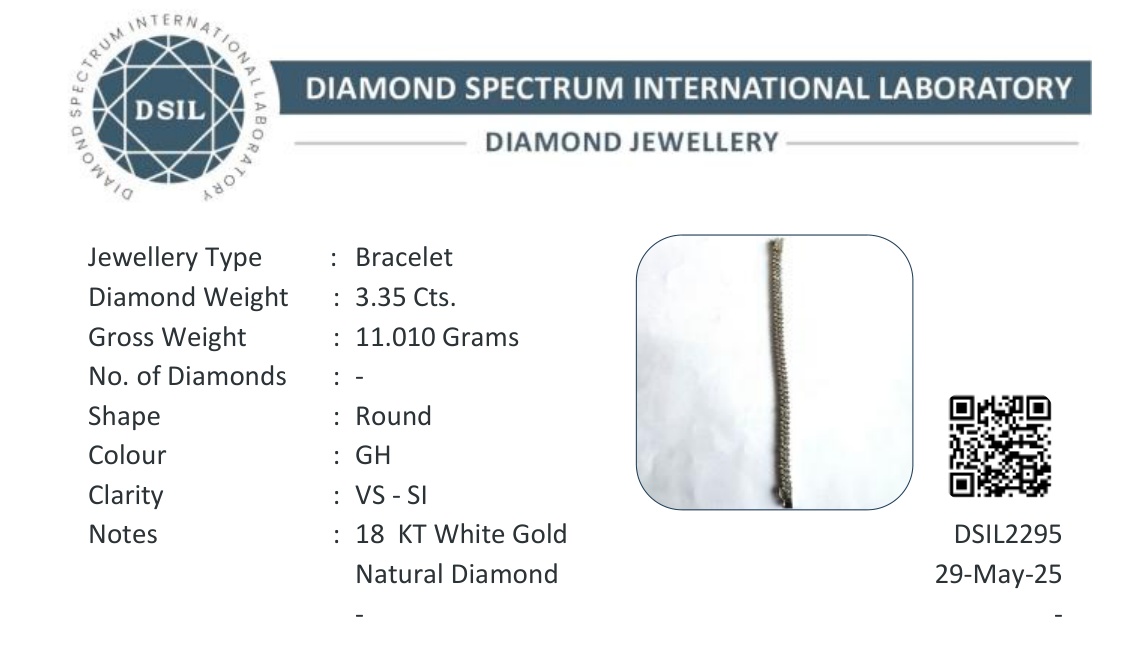 DIAMOND SPECTRUM INTERNATIONAL LABORATORY
DSIL
DIAMOND SPECTRUM INTERNATIONAL LABORATORY
DIAMOND JEWELLERY
Jewellery Type : Bracelet
Diamond Weight : 3.35 Cts.
Gross Weight : 11.010 Grams
No. of Diamonds : -
Shape : Round
Colour : GH
Clarity : VS - SI
Notes : 18 KT White Gold
Natural Diamond
-
DSIL2295
29-May-25
-